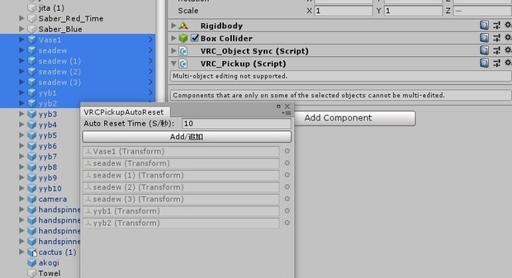 jita (1)
Saber_Red_Time
Saber_Blue
Vase1
seadew
seadew (1)
seadew (2)
seadew (3)
yyb1
yyb2
yyb3
yyb4
yyb5
yyb6
yyb7
yyb8
yyb9
yyb10
camera
handspinne
handspinne
handspinne
handspinne
cactus (1)
akogi
Towel
Scale X 1 Y 1 Z
Rigidbody
Box Collider
VRC_Object Sync (Script)
VRC_Pickup (Script)
Multi-object editing not supported.
Components that are only on some of the selected objects cannot be multi-edited.
Add Component
VRCPickupAutoReset
Auto Reset Time (S/秒): 10
Add/追加
Vase1 (Transform)
seadew (Transform)
seadew (1) (Transform)
seadew (2) (Transform)
seadew (3) (Transform)
yyb1 (Transform)
yyb2 (Transform)